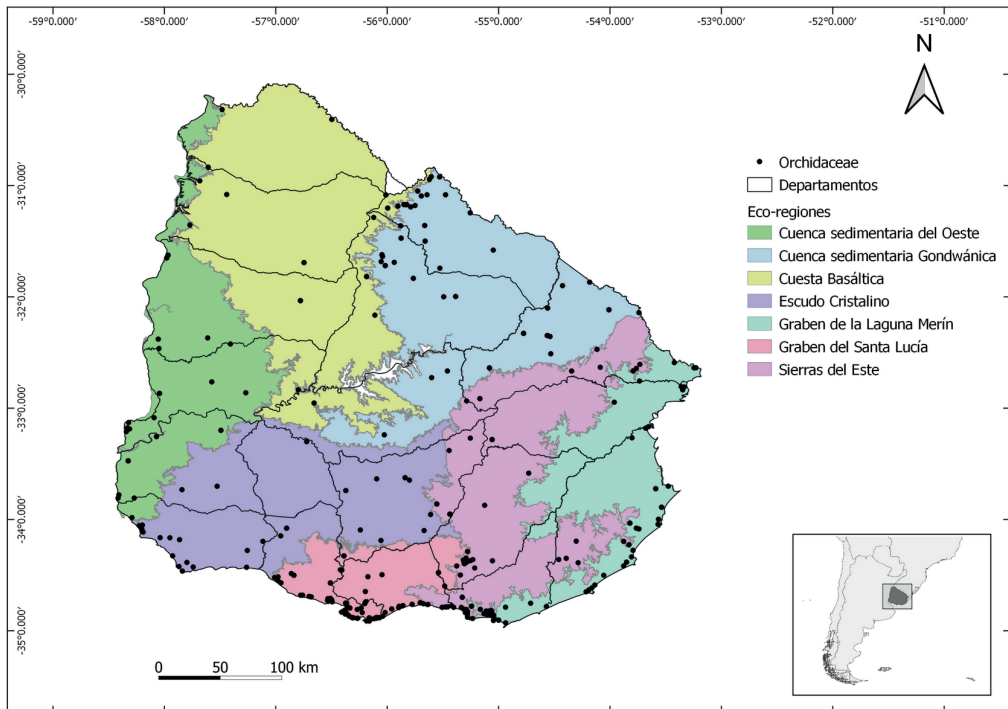 -59°0.000′ -58°0.000′ -57°0.000′ -56°0.000′ -55°0.000′ -54°0.000′ -53°0.000′ -52°0.000′ -51°0.000′
N
-30°0.000′
-31°0.000′
-32°0.000′
-33°0.000′
-34°0.000′
-35°0.000′
Orchidaceae
Departamentos
Eco-regiones
Cuenca sedimentaria del Oeste
Cuenca sedimentaria Gondwánica
Cuesta Basáltica
Escudo Cristalino
Graben de la Laguna Merín
Graben del Santa Lucía
Sierras del Este
0 50 100 km